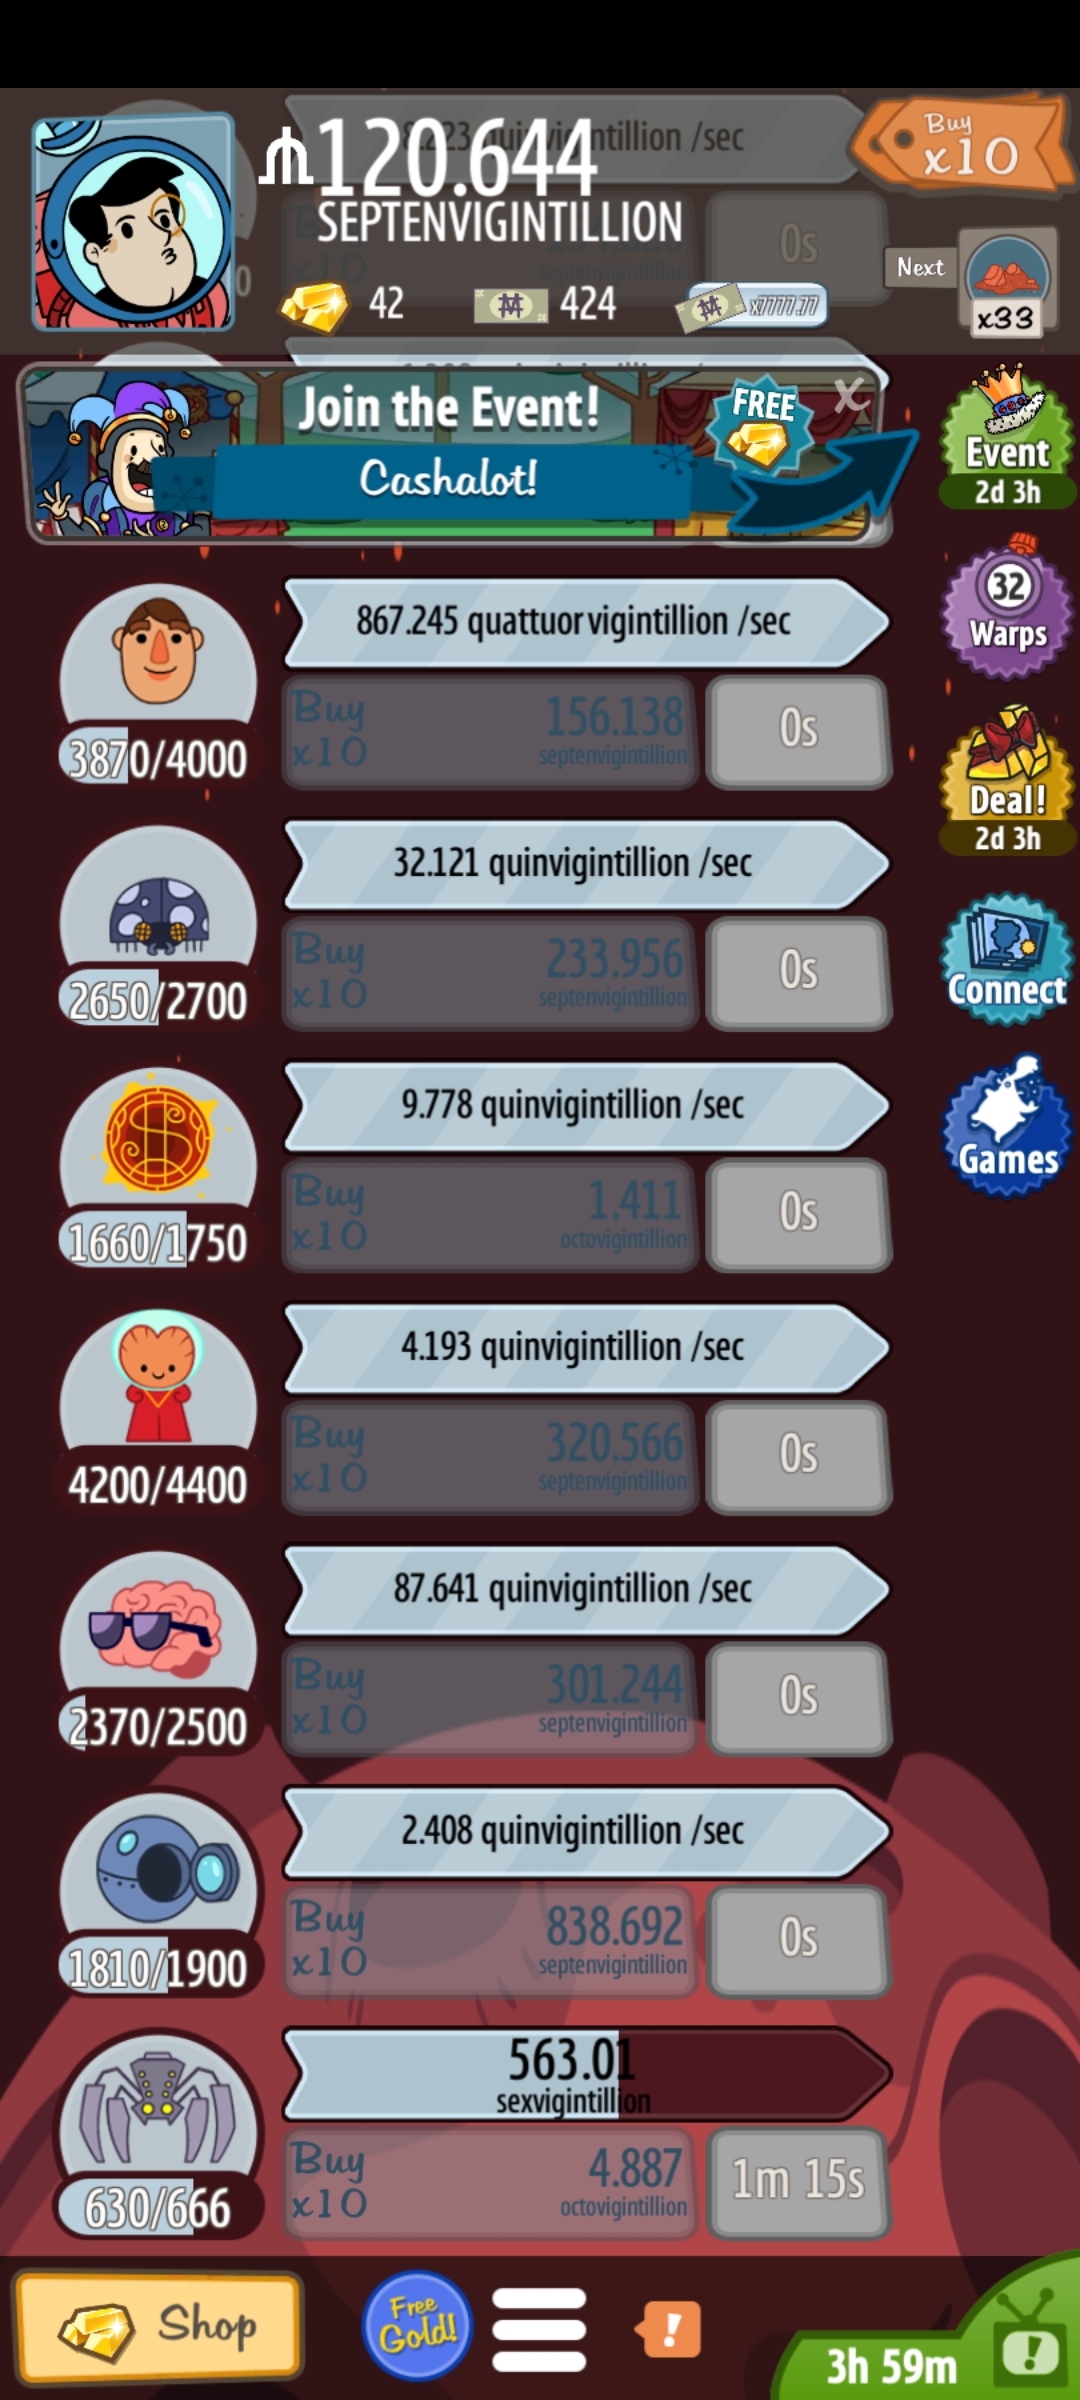 120.644
SEPTENVIGINTILLION
42
424
x7777.77
Buy
x10
Next
x33
quinvigintillion /sec
0s
septenvigintillion
Join the Event!
Cashalot!
FREE
X
Event
2d 3h
32
Warps
Deal!
2d 3h
Connect
Games
867.245 quattuorvigintillion /sec
3870/4000
Buy
x10
156.138
septenvigintillion
0s
32.121 quinvigintillion /sec
2650/2700
Buy
x10
233.956
septenvigintillion
0s
9.778 quinvigintillion /sec
1660/1750
Buy
x10
1.411
octovigintillion
0s
4.193 quinvigintillion /sec
4200/4400
Buy
x10
320.566
septenvigintillion
0s
87.641 quinvigintillion /sec
2370/2500
Buy
x10
301.244
septenvigintillion
0s
2.408 quinvigintillion /sec
1810/1900
Buy
x10
838.692
septenvigintillion
0s
563.01
sexvigintillion
630/666
Buy
x10
4.887
octovigintillion
1m 15s
Shop
Free
Gold!
!
3h 59m
!